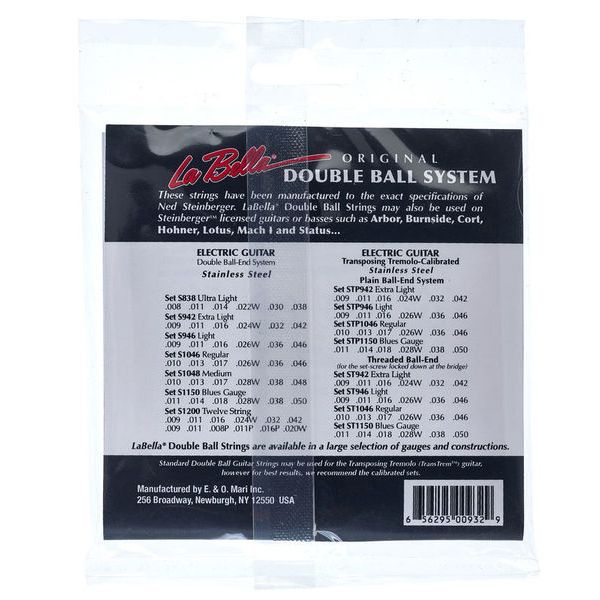 La Bella®
ORIGINAL
DOUBLE BALL SYSTEM
These strings have been manufactured to the exact specifications of
Ned Steinberger. LaBella® Double Ball Strings may also be used on
Steinberger™ licensed guitars or basses such as Arbor, Burnside, Cort,
Hohner, Lotus, Mach I and Status...
ELECTRIC GUITAR
Double Ball-End System
Stainless Steel
Set S838 Ultra Light
.008 .011 .014 .022W .030 .038
Set S942 Extra Light
.009 .011 .016 .024W .032 .042
Set S946 Light
.009 .011 .016 .026W .036 .046
Set S1046 Regular
.010 .013 .017 .026W .036 .046
Set S1048 Medium
.010 .013 .017 .028W .038 .048
Set S1150 Blues Gauge
.011 .014 .018 .028W .038 .050
Set S1200 Twelve String
.009 .011 .016 .024W .032 .042
.009 .011 .008P .011P .016P .020W
ELECTRIC GUITAR
Transposing Tremolo-Calibrated
Stainless Steel
Plain Ball-End System
Set STP942 Extra Light
.009 .011 .016 .024W .032 .042
Set STP946 Light
.009 .011 .016 .026W .036 .046
Set STP1046 Regular
.010 .013 .017 .026W .036 .046
Set STP1150 Blues Gauge
.011 .014 .018 .028W .038 .050
Threaded Ball-End
(for the set-screw locked down at the bridge)
Set ST942 Extra Light
.009 .011 .016 .024W .032 .042
Set ST946 Light
.009 .011 .016 .026W .036 .046
Set ST1046 Regular
.010 .013 .017 .026W .036 .046
Set ST1150 Blues Gauge
.011 .014 .018 .028W .038 .050
LaBella® Double Ball Strings are available in a large selection of gauges and constructions.
Standard Double Ball Guitar Strings may be used for the Transposing Tremolo (TransTrem™) guitar,
however for best results, we recommend the calibrated sets.
Manufactured by E. & O. Mari Inc.
256 Broadway, Newburgh, NY 12550 USA
6 56295 00932 9